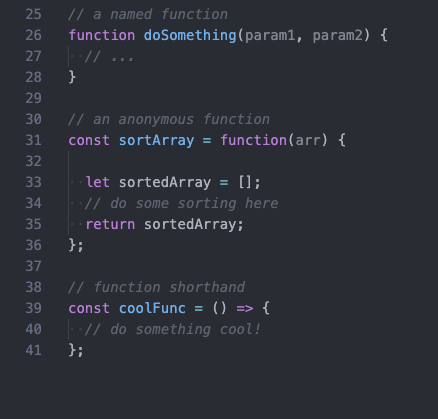 25 // a named function
26 function doSomething(param1, param2) {
27   // ...
28 }
29
30 // an anonymous function
31 const sortArray = function(arr) {
32
33   let sortedArray = [];
34   // do some sorting here
35   return sortedArray;
36 };
37
38 // function shorthand
39 const coolFunc = () => {
40   // do something cool!
41 };